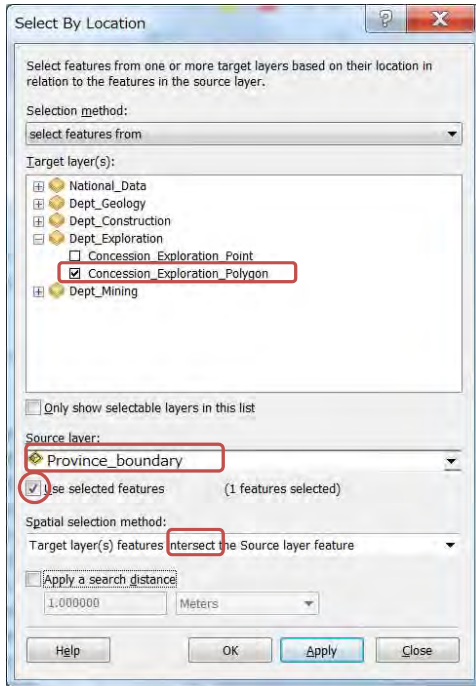 Select By Location
Select features from one or more target layers based on their location in
relation to the features in the source layer.
Selection method:
select features from
Target layer(s):
National_Data
Dept_Geology
Dept_Construction
Dept_Exploration
Concession_Exploration_Point
Concession_Exploration_Polygon
Dept_Mining
Only show selectable layers in this list
Source layer:
Province_boundary
Use selected features (1 features selected)
Spatial selection method:
Target layer(s) features intersect the Source layer feature
Apply a search distance
1.000000 Meters
Help OK Apply Close